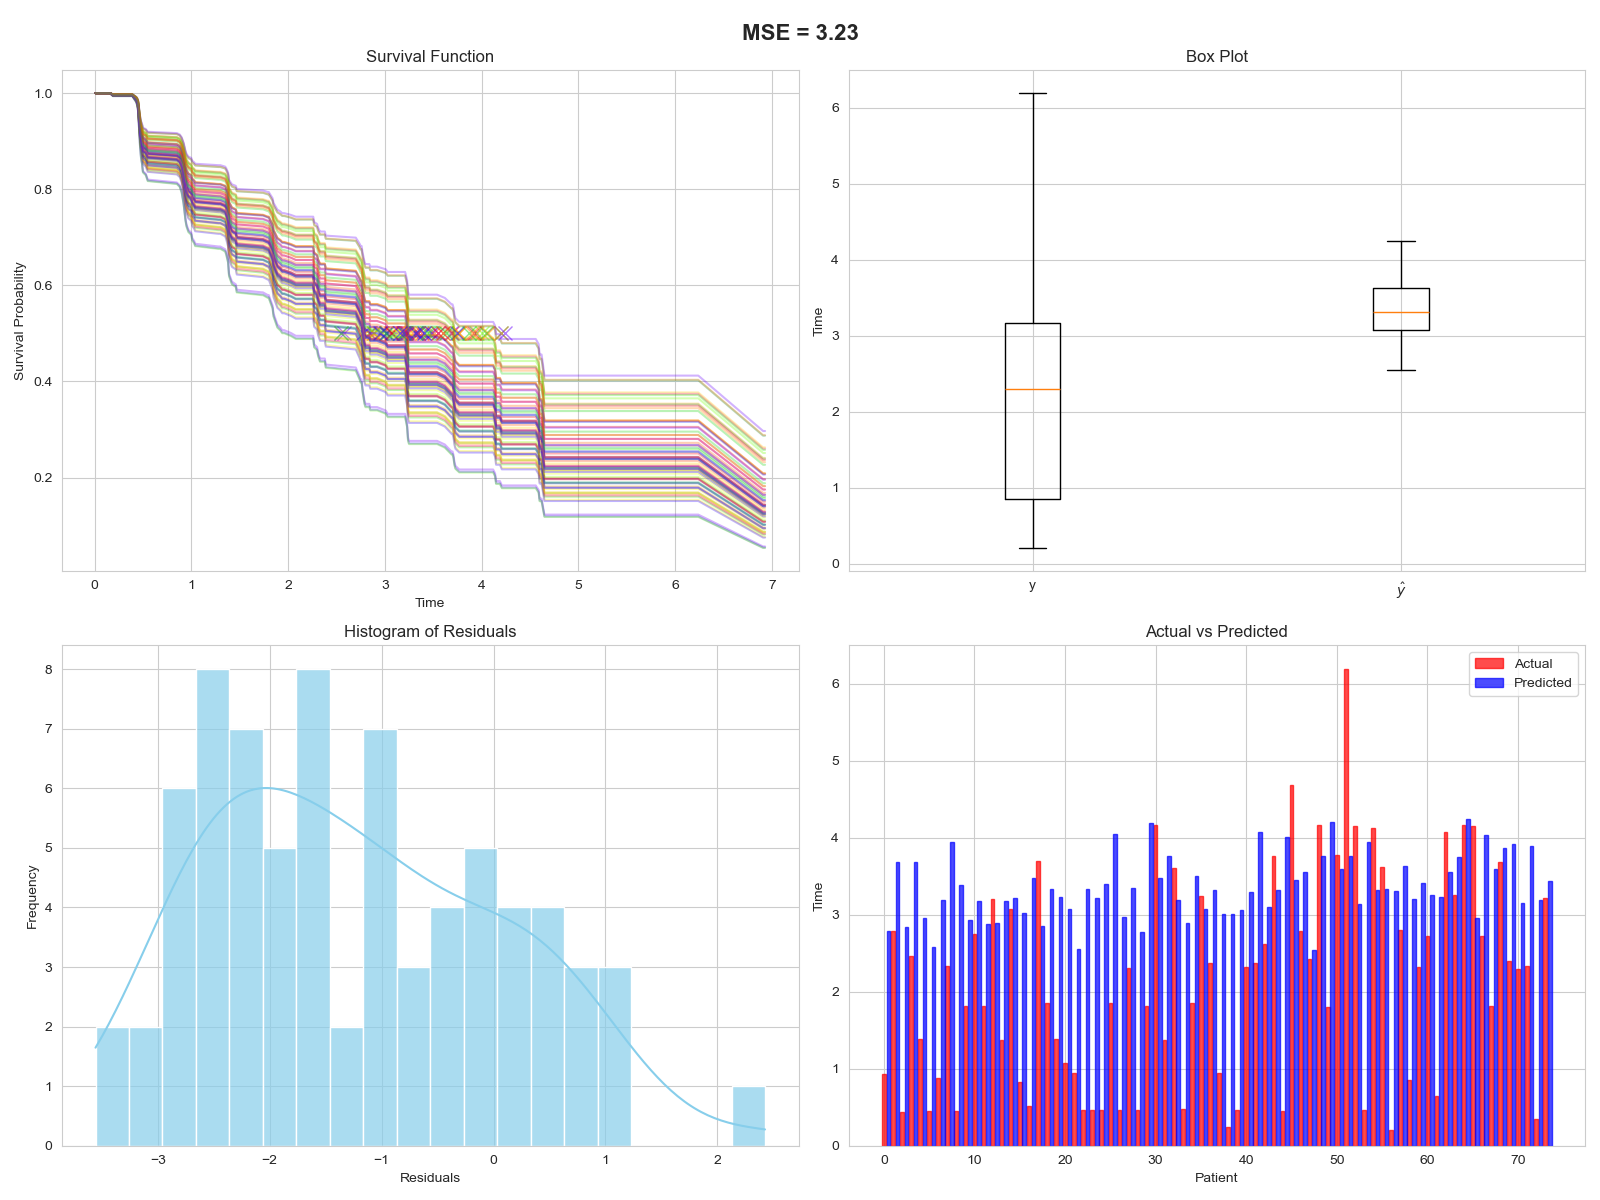 MSE = 3.23
Survival Function
Survival Probability
1.0
0.8
0.6
0.4
0.2
0 1 2 3 4 5 6 7
Time
Box Plot
Time
6
5
4
3
2
1
0
y ŷ
Histogram of Residuals
Frequency
8
7
6
5
4
3
2
1
0
−3 −2 −1 0 1 2
Residuals
Actual vs Predicted
Time
6
5
4
3
2
1
0
Actual
Predicted
0 10 20 30 40 50 60 70
Patient